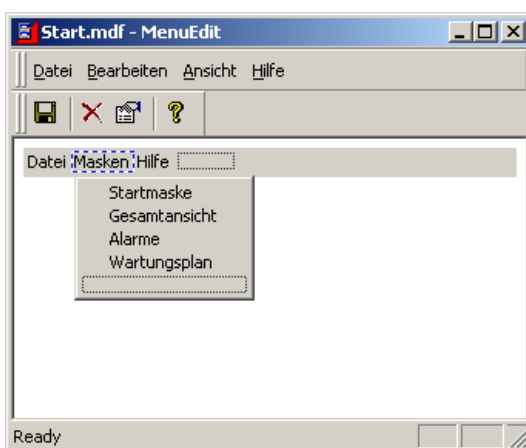 Start.mdf - MenuEdit
Datei Bearbeiten Ansicht Hilfe
Datei Masken Hilfe
Startmaske
Gesamtansicht
Alarme
Wartungsplan
Ready